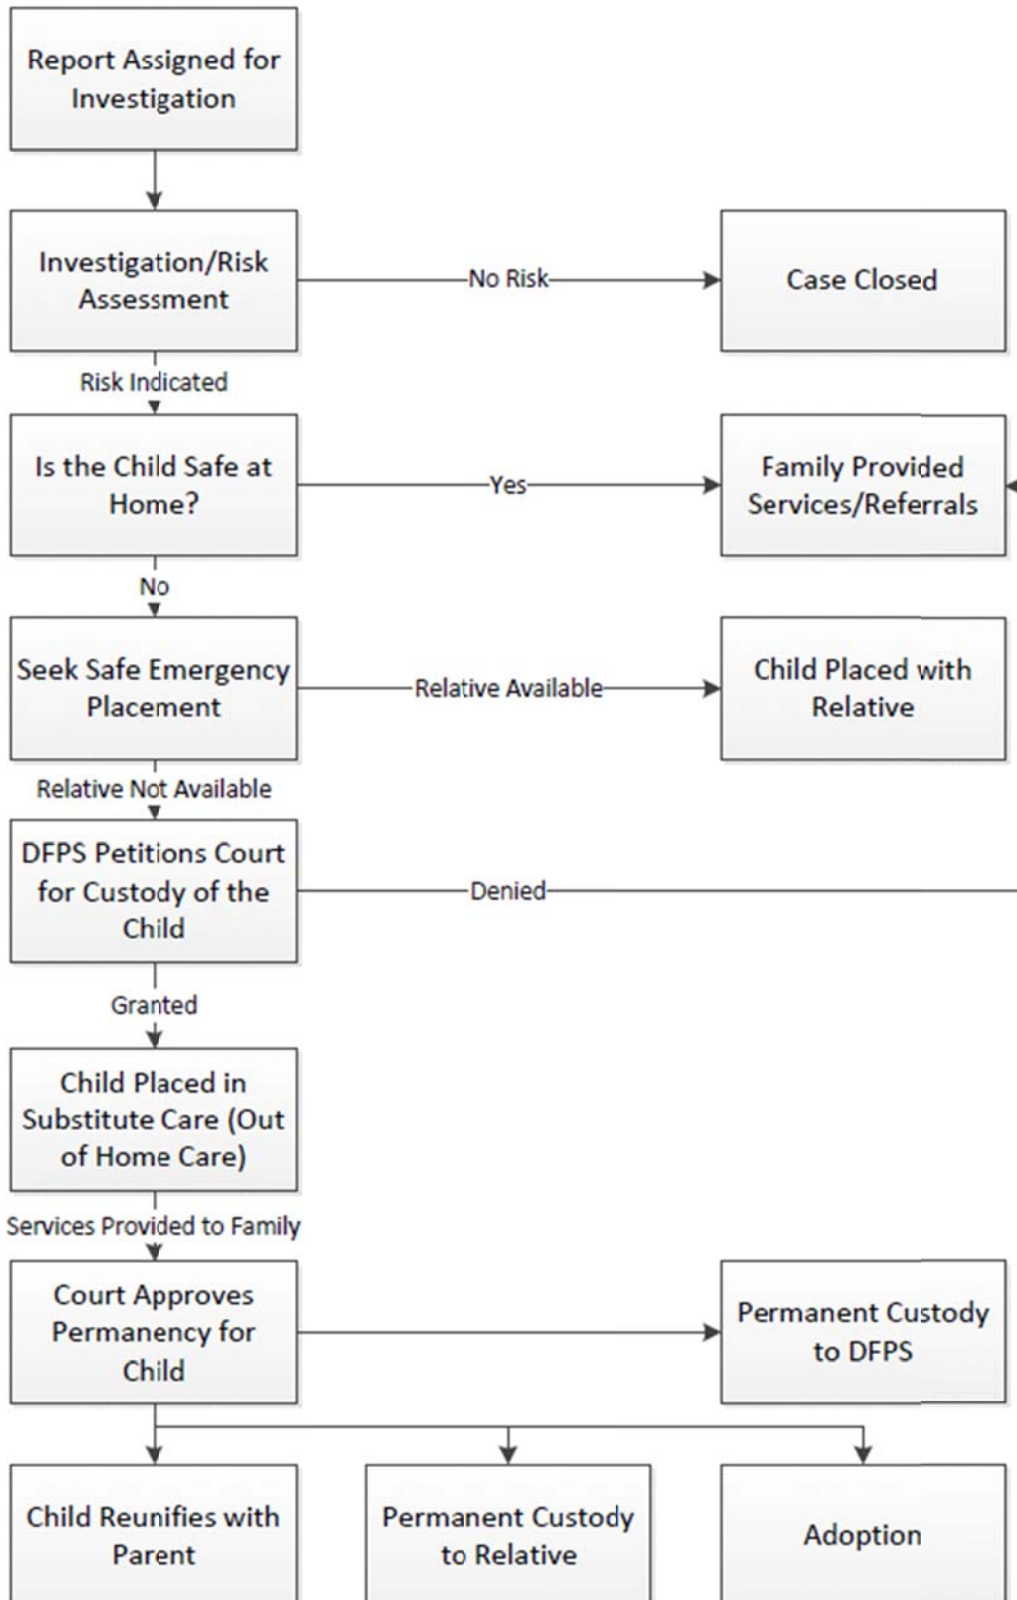 Report Assigned for
Investigation
Investigation/Risk
Assessment
No Risk
Case Closed
Risk Indicated
Is the Child Safe at
Home?
Yes
Family Provided
Services/Referrals
No
Seek Safe Emergency
Placement
Relative Available
Child Placed with
Relative
Relative Not Available
DFPS Petitions Court
for Custody of the
Child
Denied
Granted
Child Placed in
Substitute Care (Out
of Home Care)
Services Provided to Family
Court Approves
Permanency for
Child
Permanent Custody
to DFPS
Child Reunifies with
Parent
Permanent Custody
to Relative
Adoption